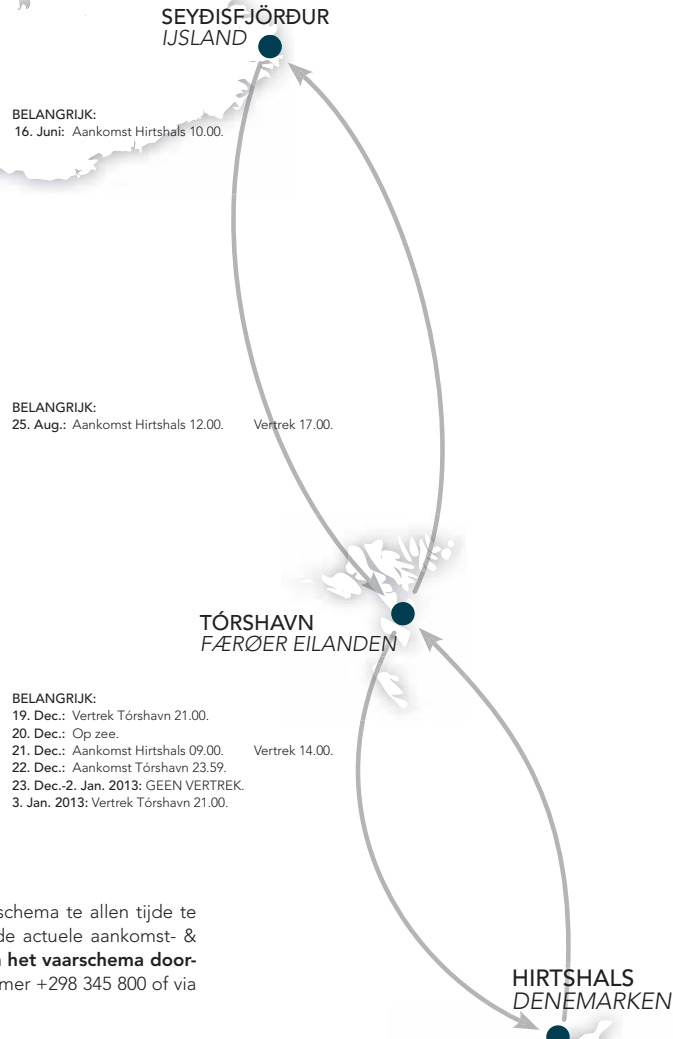 SEYÐISFJÖRÐUR
IJSLAND
BELANGRIJK:
16. Juni: Aankomst Hirtshals 10.00.
BELANGRIJK:
25. Aug.: Aankomst Hirtshals 12.00. Vertrek 17.00.
TÓRSHAVN
FÆRØER EILANDEN
BELANGRIJK:
19. Dec.: Vertrek Tórshavn 21.00.
20. Dec.: Op zee.
21. Dec.: Aankomst Hirtshals 09.00. Vertrek 14.00.
22. Dec.: Aankomst Tórshavn 23.59.
23. Dec.-2. Jan. 2013: GEEN VERTREK.
3. Jan. 2013: Vertrek Tórshavn 21.00.
schema te allen tijde te
de actuele aankomst- &
het vaarschema door-
mer +298 345 800 of via
HIRTSHALS
DENEMARKEN